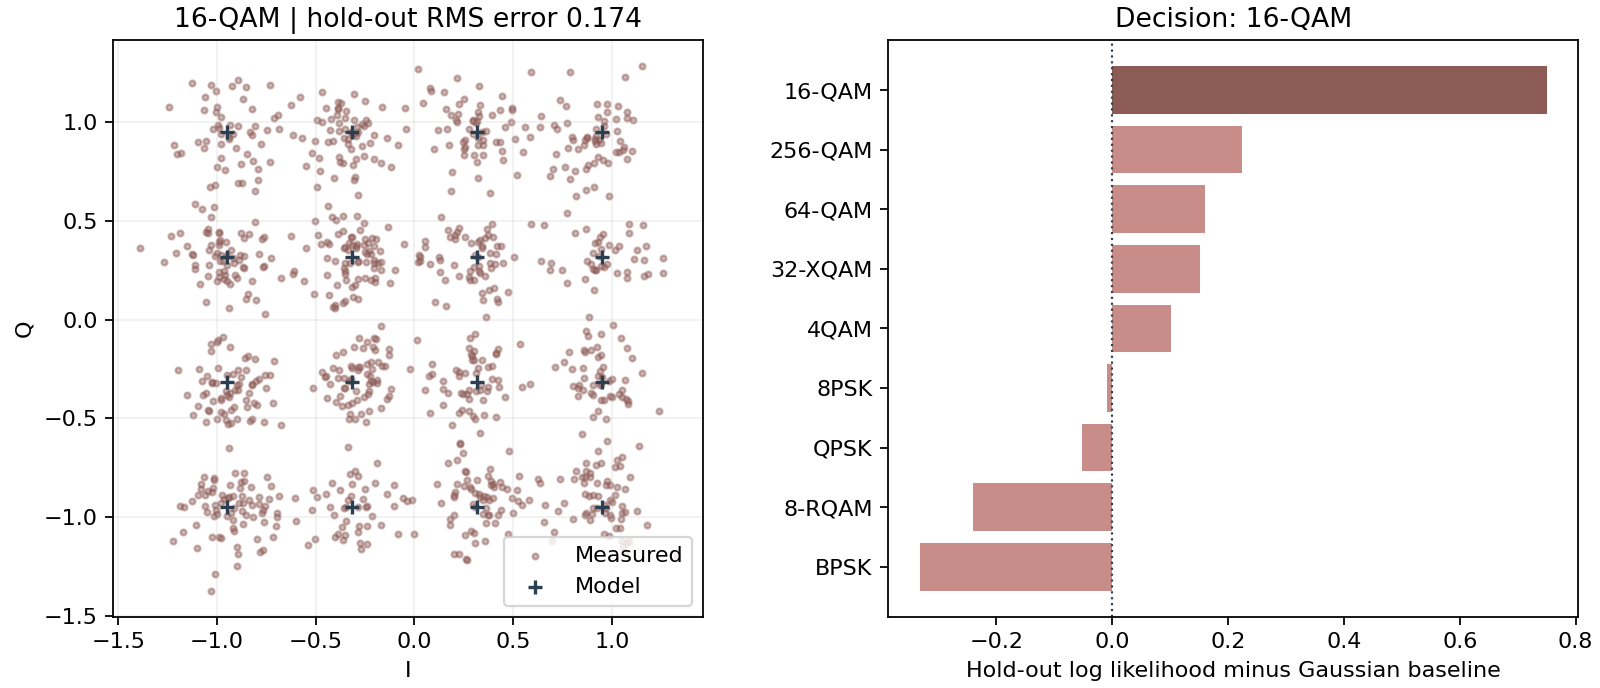 16-QAM | hold-out RMS error 0.174
Q
1.0
0.5
0.0
−0.5
−1.0
−1.5
−1.5
−1.0
−0.5
0.0
0.5
1.0
I
Measured
Model
Decision: 16-QAM
16-QAM
256-QAM
64-QAM
32-XQAM
4QAM
8PSK
QPSK
8-RQAM
BPSK
−0.2
0.0
0.2
0.4
0.6
0.8
Hold-out log likelihood minus Gaussian baseline